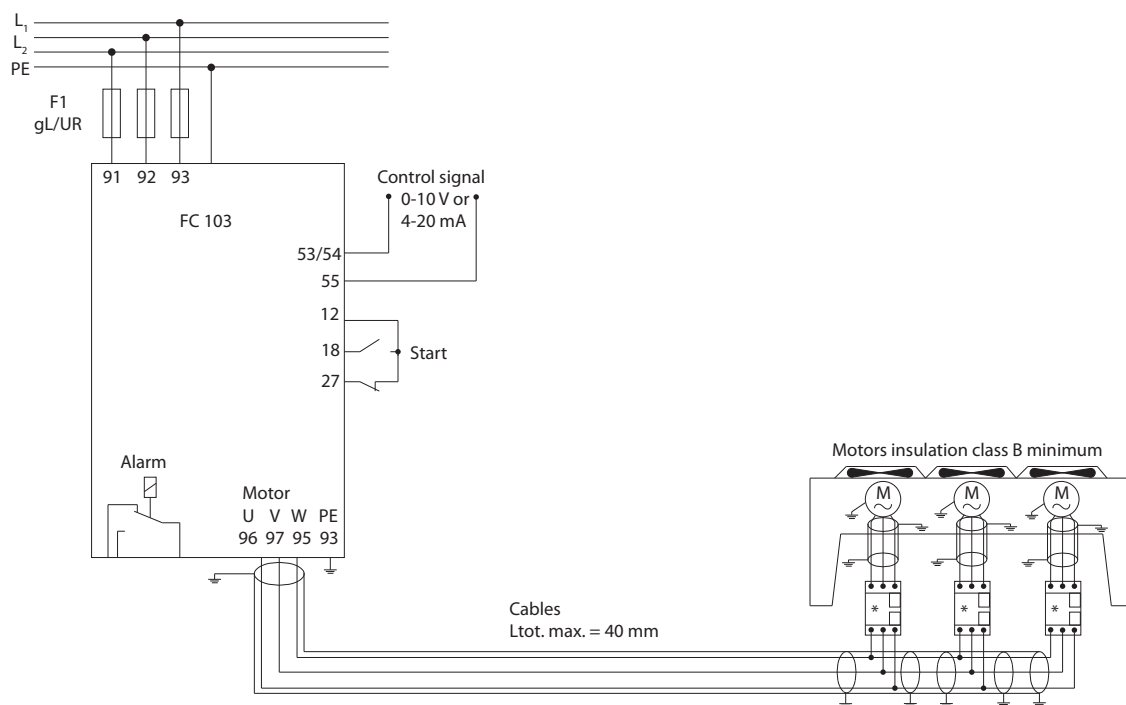 L1
L2
PE
F1
gL/UR
91 92 93
FC 103
Control signal
0-10 V or
4-20 mA
53/54
55
12
18
Start
27
Alarm
Motor
U V W PE
96 97 95 93
Motors insulation class B minimum
M M M
* * *
Cables
Ltot. max. = 40 mm